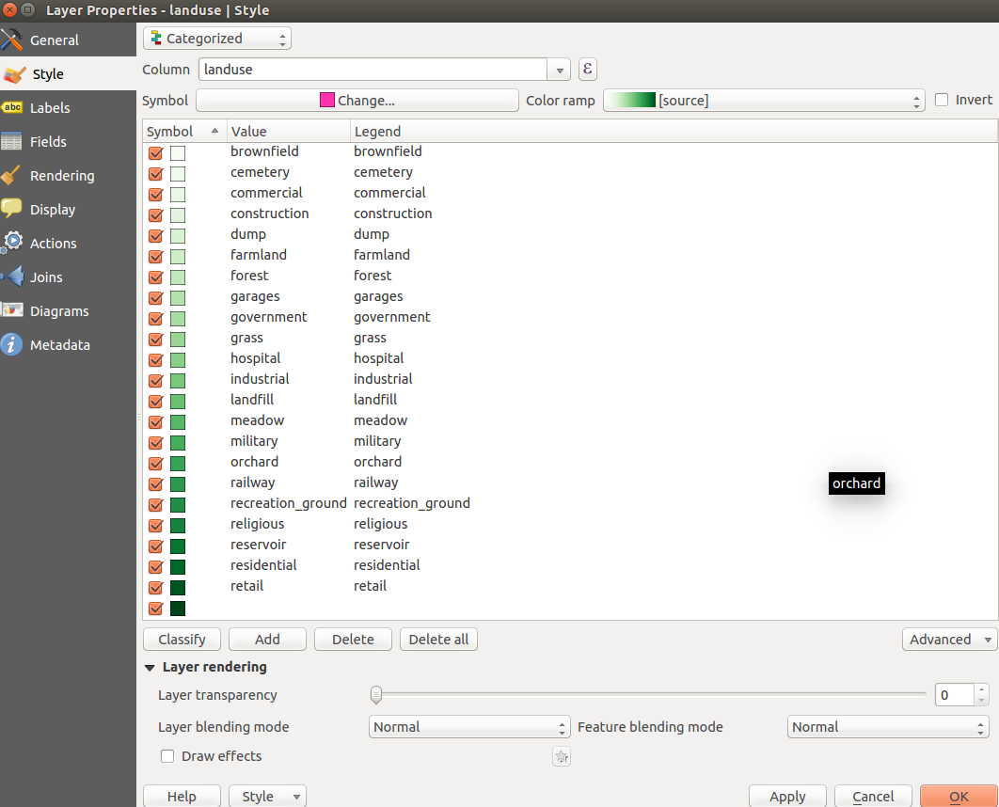 Layer Properties - landuse | Style
General
Style
abc Labels
Fields
Rendering
Display
Actions
Joins
Diagrams
i Metadata
Categorized
Column landuse ε
Symbol Change... Color ramp [source] Invert
Symbol Value Legend
brownfield brownfield
cemetery cemetery
commercial commercial
construction construction
dump dump
farmland farmland
forest forest
garages garages
government government
grass grass
hospital hospital
industrial industrial
landfill landfill
meadow meadow
military military
orchard orchard
railway railway
orchard
recreation_ground recreation_ground
religious religious
reservoir reservoir
residential residential
retail retail
Classify Add Delete Delete all Advanced
Layer rendering
Layer transparency 0
Layer blending mode Normal Feature blending mode Normal
Draw effects
Help Style Apply Cancel OK